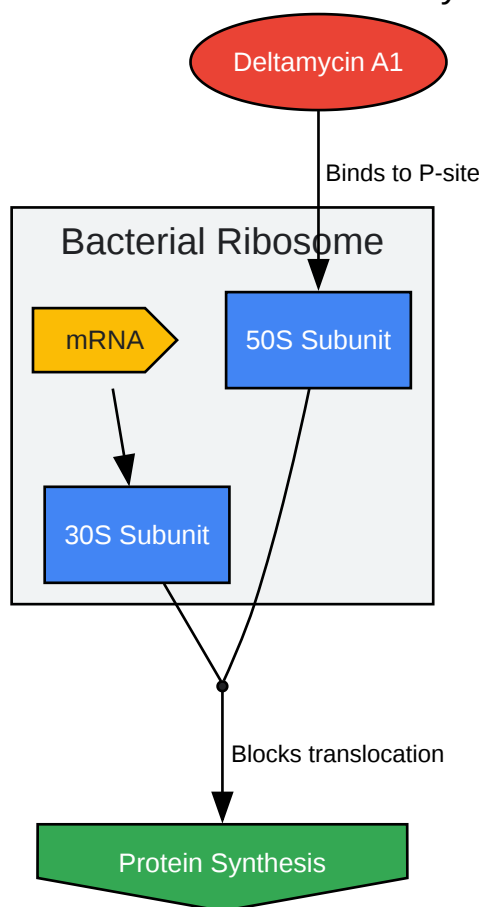 Deltamycin A1
Binds to P-site
Bacterial Ribosome
mRNA
50S Subunit
30S Subunit
Blocks translocation
Protein Synthesis